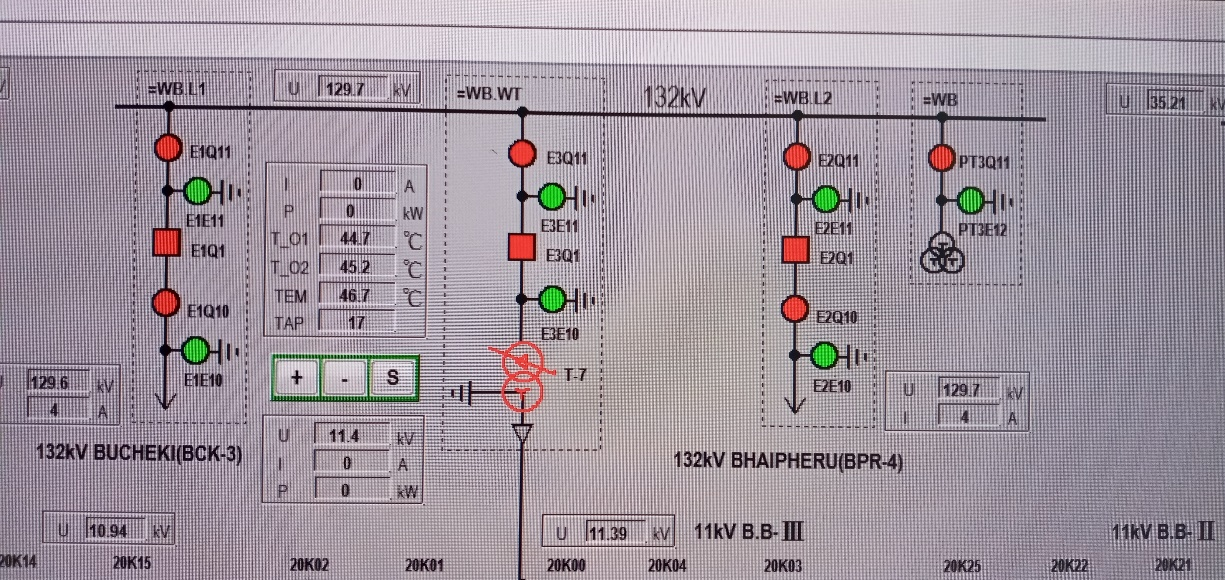 =WB.L1
U 129.7 kV
=WB.WT
132kV
=WB.L2
=WB
U 35.21
E1Q11
E1E11
E1Q1
E1Q10
E1E10
I 0 A
P 0 kW
T_O1 44.7 °C
T_O2 45.2 °C
TEM 46.7 °C
TAP 17
+ - S
E3Q11
E3E11
E3Q1
E3E10
T-7
E2Q11
E2E11
E2Q1
E2Q10
E2E10
PT3Q11
PT3E12
129.6 kV
4 A
132kV BUCHEKI(BCK-3)
U 11.4 kV
I 0 A
P 0 kW
U 129.7 kV
I 4 A
132kV BHAIPHERU(BPR-4)
U 10.94 kV
U 11.39 kV
11kV B.B-III
11kV B.B-II
20K14 20K15 20K02 20K01 20K00 20K04 20K03 20K25 20K22 20K21